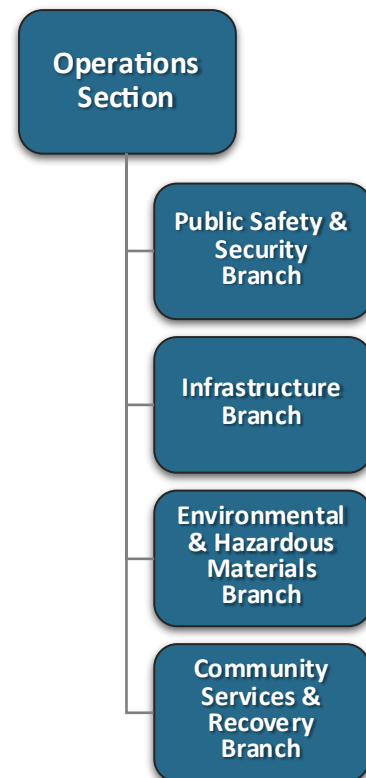 Operations
Section
Public Safety &
Security
Branch
Infrastructure
Branch
Environmental
& Hazardous
Materials
Branch
Community
Services &
Recovery
Branch